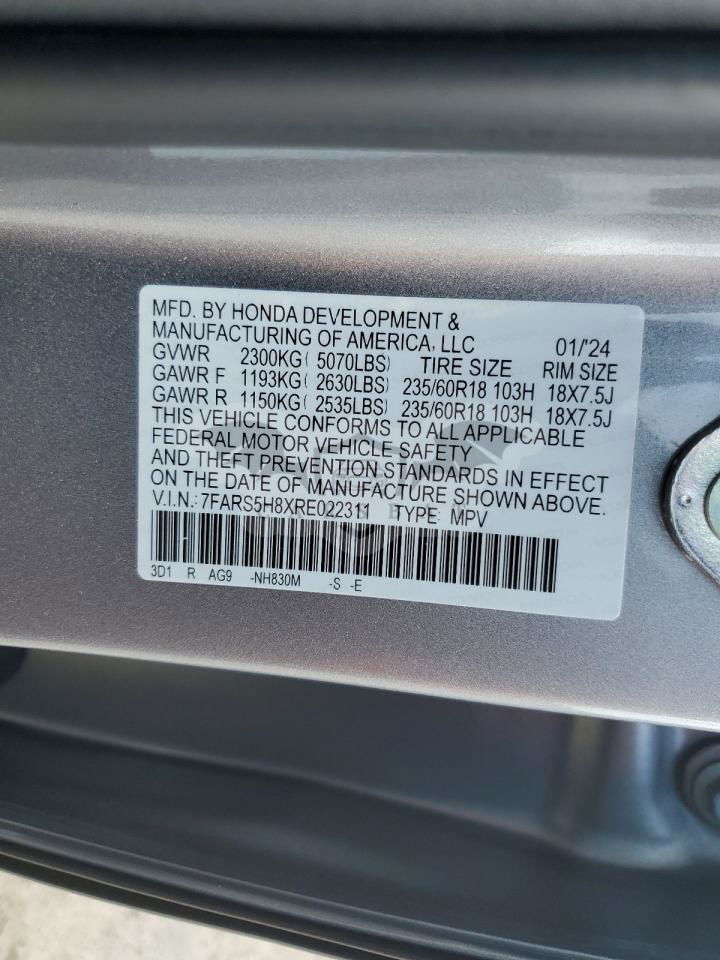 MFD. BY HONDA DEVELOPMENT &
MANUFACTURING OF AMERICA, LLC 01/'24
GVWR 2300KG( 5070LBS) TIRE SIZE RIM SIZE
GAWR F 1193KG( 2630LBS) 235/60R18 103H 18X7.5J
GAWR R 1150KG( 2535LBS) 235/60R18 103H 18X7.5J
THIS VEHICLE CONFORMS TO ALL APPLICABLE
FEDERAL MOTOR VEHICLE SAFETY
AND THEFT PREVENTION STANDARDS IN EFFECT
ON THE DATE OF MANUFACTURE SHOWN ABOVE.
V.I.N.: 7FARS5H8XRE022311 TYPE: MPV
3D1 R AG9 -NH830M -S -E